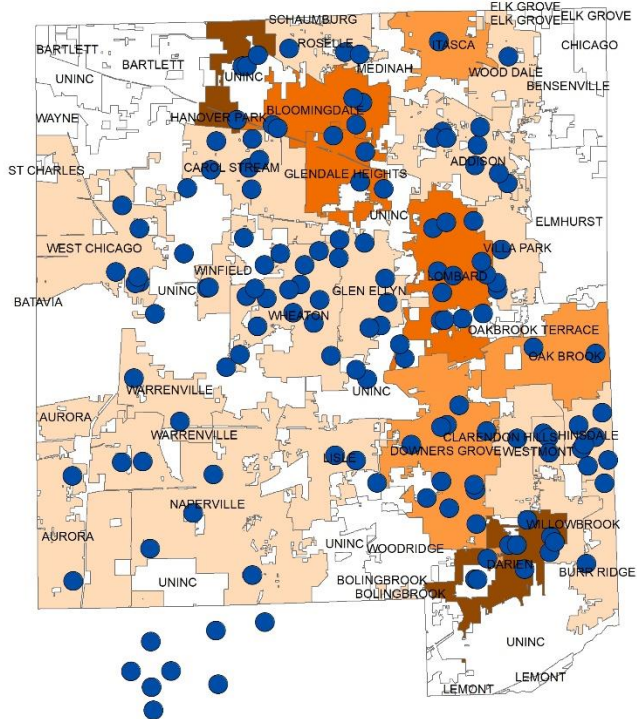 ELK GROVE
SCHAUMBURG
ELK GROVE
ELK GROVE
ROSELLE
ITASCA
BARTLETT
CHICAGO
BARTLETT
MEDINAH
WOOD DALE
UNINC
UNINC
BENSENVILLE
BLOOMINGDALE
WAYNE
HANOVER PARK
ADDISON
ST CHARLES
CAROL STREAM
GLENDALE HEIGHTS
UNINC
ELMHURST
WEST CHICAGO
VILLA PARK
WINFIELD
LOMBARD
UNINC
GLEN ELLYN
BATAVIA
WHEATON
OAKBROOK TERRACE
OAK BROOK
WARRENVILLE
UNINC
AURORA
WARRENVILLE
CLARENDON HILLS
HINSDALE
LISLE
DOWNERS GROVE
WESTMONT
NAPERVILLE
WILLOWBROOK
AURORA
UNINC
WOODRIDGE
DARIEN
BURR RIDGE
UNINC
BOLINGBROOK
BOLINGBROOK
UNINC
LEMONT
LEMONT